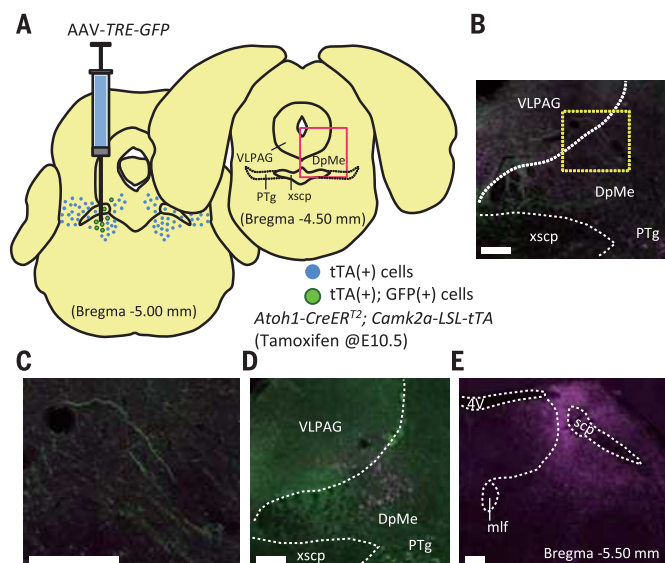 A
AAV-TRE-GFP
VLPAG
DpMe
PTg
xscp
(Bregma -4.50 mm)
(Bregma -5.00 mm)
tTA(+) cells
tTA(+); GFP(+) cells
Atoh1-CreERT2; Camk2a-LSL-tTA
(Tamoxifen @E10.5)
B
VLPAG
DpMe
xscp
PTg
C
D
VLPAG
DpMe
PTg
xscp
E
4V
scp
mlf
Bregma -5.50 mm